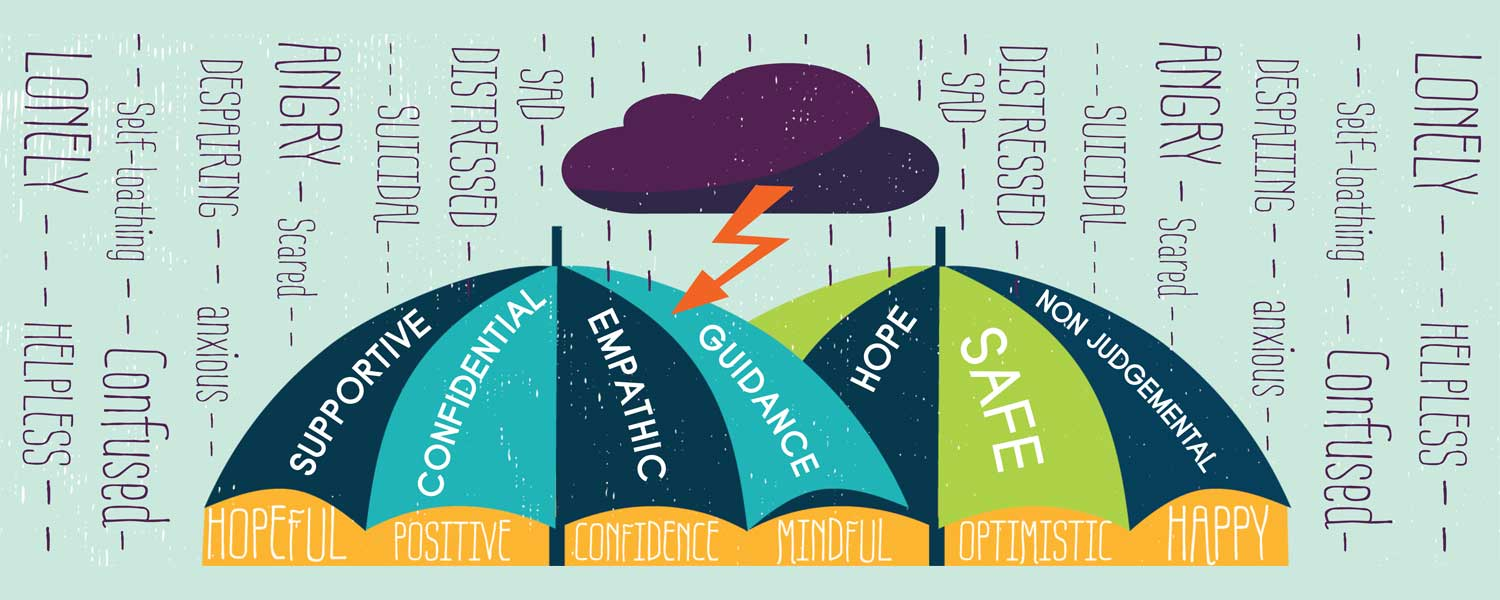 LONELY
HELPLESS
Self-loathing
Confused
DESPAIRING
anxious
ANGRY
Scared
SUICIDAL
DISTRESSED
SAD
SAD
DISTRESSED
SUICIDAL
ANGRY
Scared
DESPAIRING
anxious
Self-loathing
Confused
LONELY
HELPLESS
SUPPORTIVE
CONFIDENTIAL
EMPATHIC
GUIDANCE
HOPE
SAFE
NON JUDGEMENTAL
HOPEFUL
POSITIVE
CONFIDENCE
MINDFUL
OPTIMISTIC
HAPPY